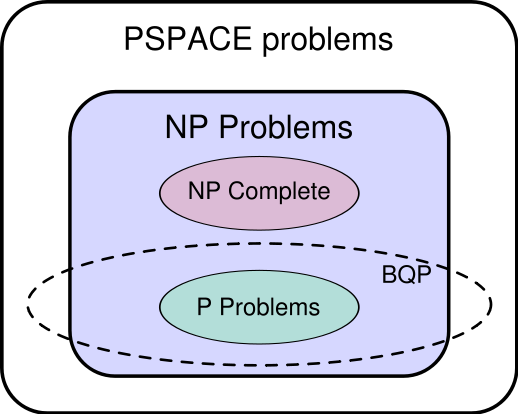 PSPACE problems
NP Problems
NP Complete
BQP
P Problems